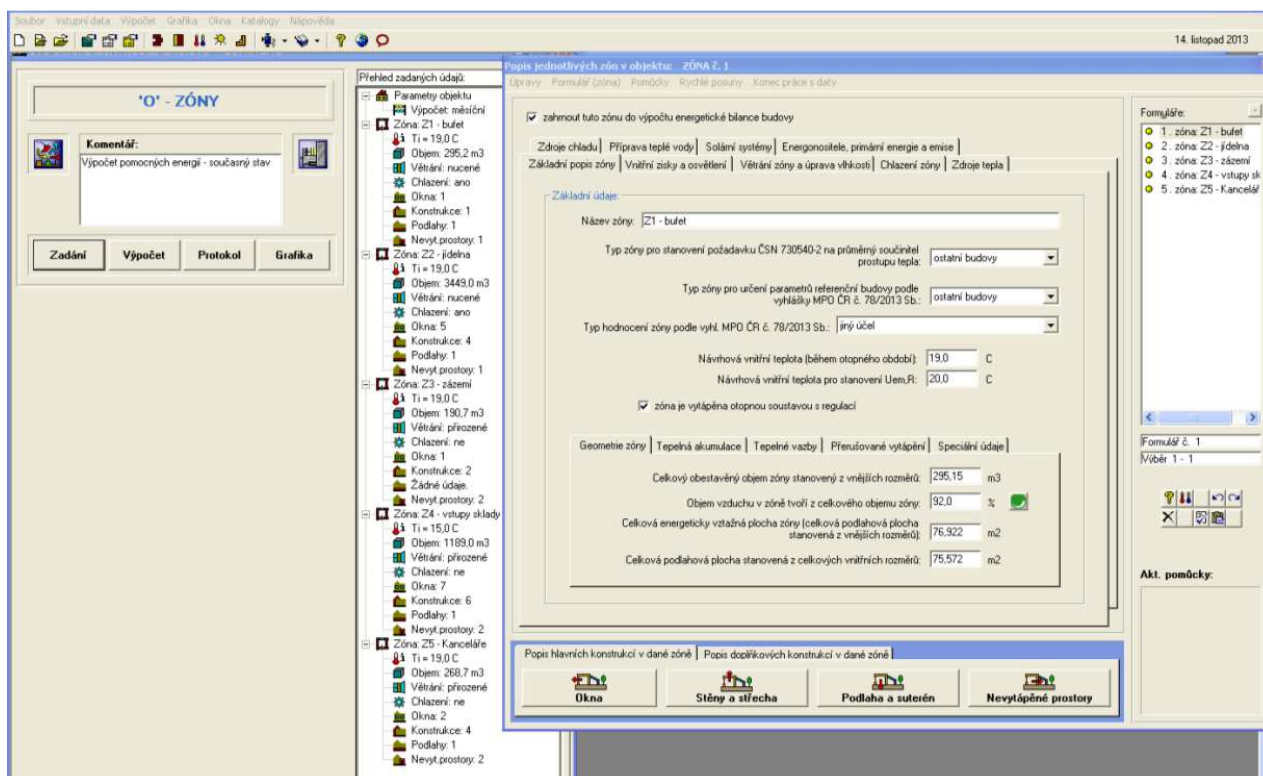 Soubor Vstupní data Výpočet Grafika Okna Katalogy Nápověda
14. listopad 2013
'O' - ZÓNY
Komentář:
Výpočet pomocných energií - současný stav
Zadání Výpočet Protokol Grafika
Přehled zadaných údajů:
Parametry objektu
Výpočet: měsíční
Zóna: Z1 - bufet
Ti = 19,0 C
Objem: 295,2 m3
Větrání: nucené
Chlazení: ano
Okna: 1
Konstrukce: 1
Podlahy: 1
Nevyt.prostory: 1
Zóna: Z2 - jídelna
Ti = 19,0 C
Objem: 3449,0 m3
Větrání: nucené
Chlazení: ano
Okna: 5
Konstrukce: 4
Podlahy: 1
Nevyt.prostory: 1
Zóna: Z3 - zázemí
Ti = 19,0 C
Objem: 190,7 m3
Větrání: přirozené
Chlazení: ne
Okna: 1
Konstrukce: 2
Žádné údaje.
Nevyt.prostory: 2
Zóna: Z4 - vstupy sklady
Ti = 15,0 C
Objem: 1189,0 m3
Větrání: přirozené
Chlazení: ne
Okna: 7
Konstrukce: 6
Podlahy: 1
Nevyt.prostory: 2
Zóna: Z5 - Kanceláře
Ti = 19,0 C
Objem: 268,7 m3
Větrání: přirozené
Chlazení: ne
Okna: 2
Konstrukce: 4
Podlahy: 1
Nevyt.prostory: 2
Popis jednotlivých zón v objektu: ZÓNA Č. 1
Úpravy Formulář (zóna) Pomůcky Rychlé posuny Konec práce s daty
zahrnout tuto zónu do výpočtu energetické bilance budovy
Zdroje chladu Příprava teplé vody Solární systémy Energonositele, primární energie a emise
Základní popis zóny Vnitřní zisky a osvětlení Větrání zóny a úprava vlhkosti Chlazení zóny Zdroje tepla
Základní údaje:
Název zóny: Z1 - bufet
Typ zóny pro stanovení požadavku ČSN 730540-2 na průměrný součinitel
prostupu tepla: ostatní budovy
Typ zóny pro určení parametrů referenční budovy podle
vyhlášky MPO ČR č. 78/2013 Sb.: ostatní budovy
Typ hodnocení zóny podle vyhl. MPO ČR č. 78/2013 Sb.: jiný účel
Návrhová vnitřní teplota (během otopného období): 19,0 C
Návrhová vnitřní teplota pro stanovení Uem,R: 20,0 C
zóna je vytápěna otopnou soustavou s regulací
Geometrie zóny Tepelná akumulace Tepelné vazby Přerušované vytápění Speciální údaje
Celkový obestavěný objem zóny stanovený z vnějších rozměrů: 295,15 m3
Objem vzduchu v zóně tvoří z celkového objemu zóny: 92,0 %
Celková energeticky vztažná plocha zóny (celková podlahová plocha
stanovená z vnějších rozměrů): 76,922 m2
Celková podlahová plocha stanovená z celkových vnitřních rozměrů: 75,572 m2
Popis hlavních konstrukcí v dané zóně Popis doplňkových konstrukcí v dané zóně
Okna Stěny a střecha Podlaha a suterén Nevytápěné prostory
Formuláře:
1 . zóna: Z1 - bufet
2 . zóna: Z2 - jídelna
3 . zóna: Z3 - zázemí
4 . zóna: Z4 - vstupy sk
5 . zóna: Z5 - Kancelář
Formulář č. 1
Výběr 1 - 1
Akt. pomůcky: